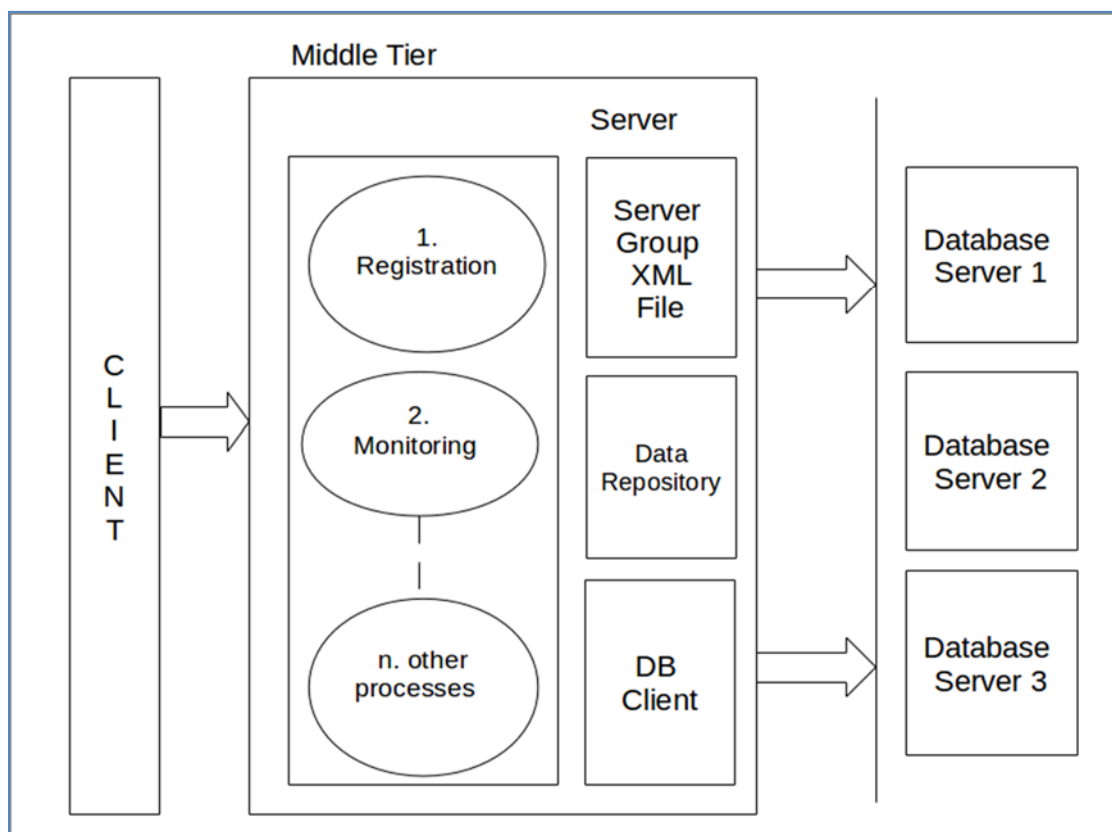 Middle Tier
Server
C
L
I
E
N
T
1.
Registration
2.
Monitoring
n. other
processes
Server
Group
XML
File
Data
Repository
DB
Client
Database
Server 1
Database
Server 2
Database
Server 3